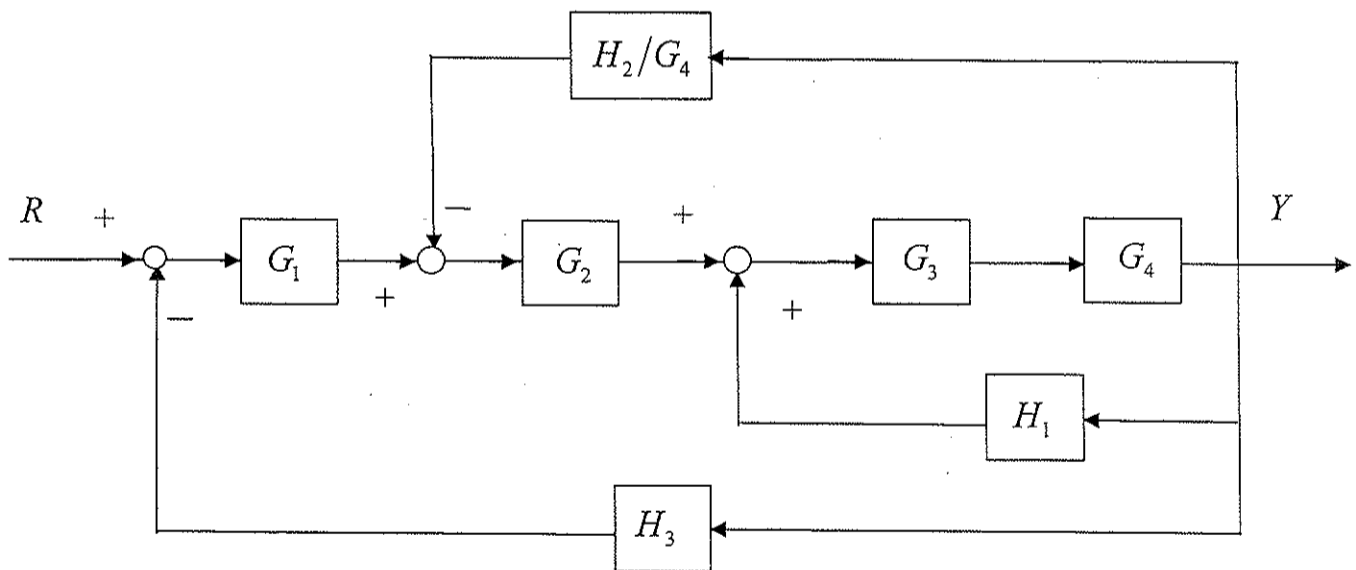 H₂/G₄
−
R + G₁ + G₂ + + G₃ G₄ Y
−
H₁
H₃